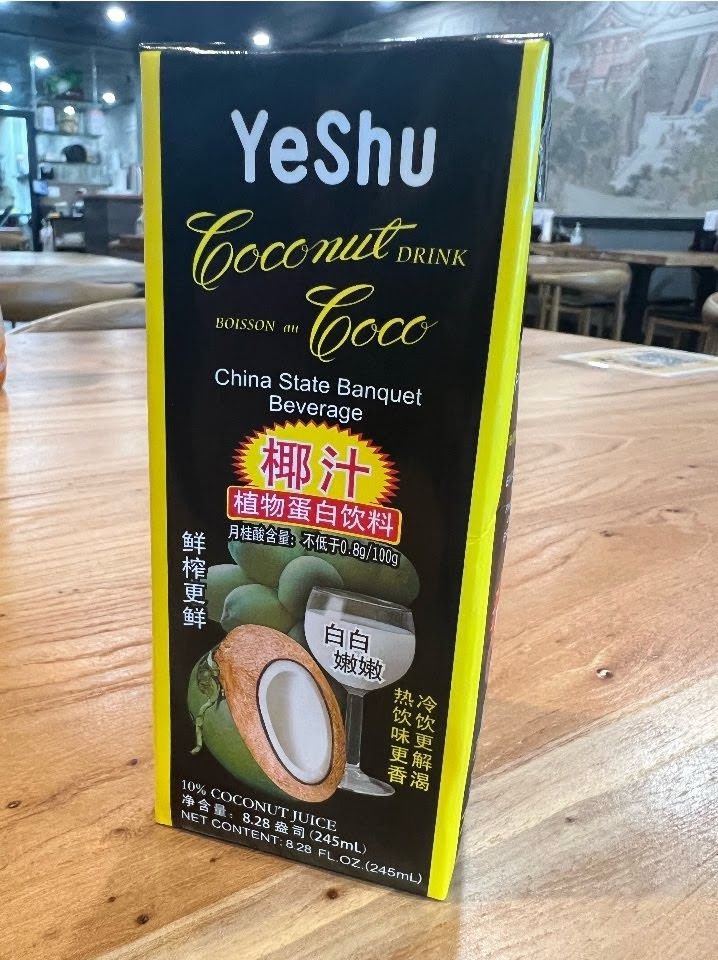 YeShu
Coconut DRINK
BOISSON au Coco
China State Banquet
Beverage
椰汁
植物蛋白饮料
月桂酸含量：不低于0.8g/100g
鲜榨更鲜
白白
嫩嫩
冷饮更解渴
热饮味更香
10% COCONUT JUICE
净含量：8.28 盎司 (245mL)
NET CONTENT: 8.28 FL.OZ.(245mL)